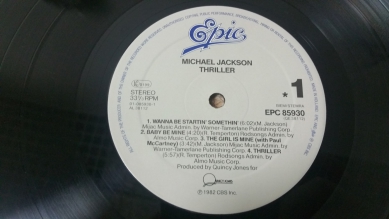 Epic
MICHAEL JACKSON
THRILLER
STEREO
33⅓ RPM
1
EPC 85930
1. WANNA BE STARTIN' SOMETHIN' (6:02)(M. Jackson)
Mijac Music Admin. by Warner-Tamerlane Publishing Corp.
2. BABY BE MINE (4:20)(R. Temperton) Rodsongs Admin. by
Almo Music Corp. 3. THE GIRL IS MINE (with Paul
McCartney) (3:42)(M. Jackson) Mijac Music Admin. by
Warner-Tamerlane Publishing Corp. 4. THRILLER
(5:57)(R. Temperton) Rodsongs Admin. by
Almo Music Corp.
Produced by Quincy Jones for
℗ 1982 CBS Inc.